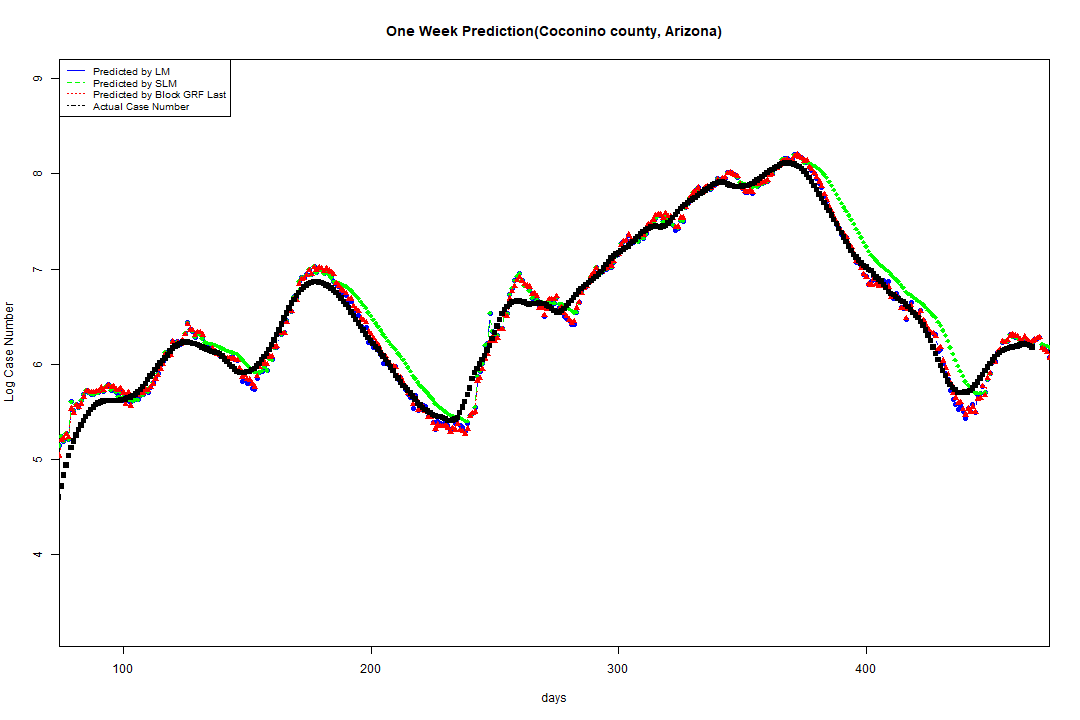 One Week Prediction(Coconino county, Arizona)
Predicted by LM
Predicted by SLM
Predicted by Block GRF Last
Actual Case Number
9
8
7
6
5
4
Log Case Number
100 200 300 400
days